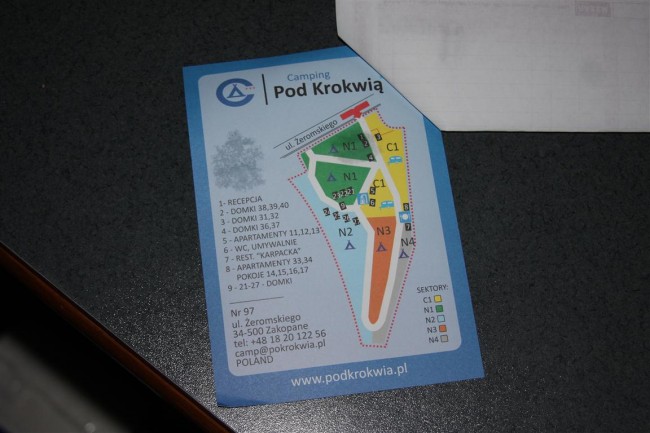 Camping
Pod Krokwią
ul. Żeromskiego
N1
C1
N1
C1
N2
N3
N4
1- RECEPCJA
2 - DOMKI 38,39,40
3 - DOMKI 31,32
4 - DOMKI 36,37
5 - APARTAMENTY 11,12,13
6 - WC, UMYWALNIE
7 - REST. "KARPACKA"
8 - APARTAMENTY 33,34
POKOJE 14,15,16,17
9 - 21-27 - DOMKI
Nr 97
ul. Żeromskiego
34-500 Zakopane
tel: +48 18 20 122 56
camp@pokrokwia.pl
POLAND
SEKTORY:
C1
N1
N2
N3
N4
www.podkrokwia.pl